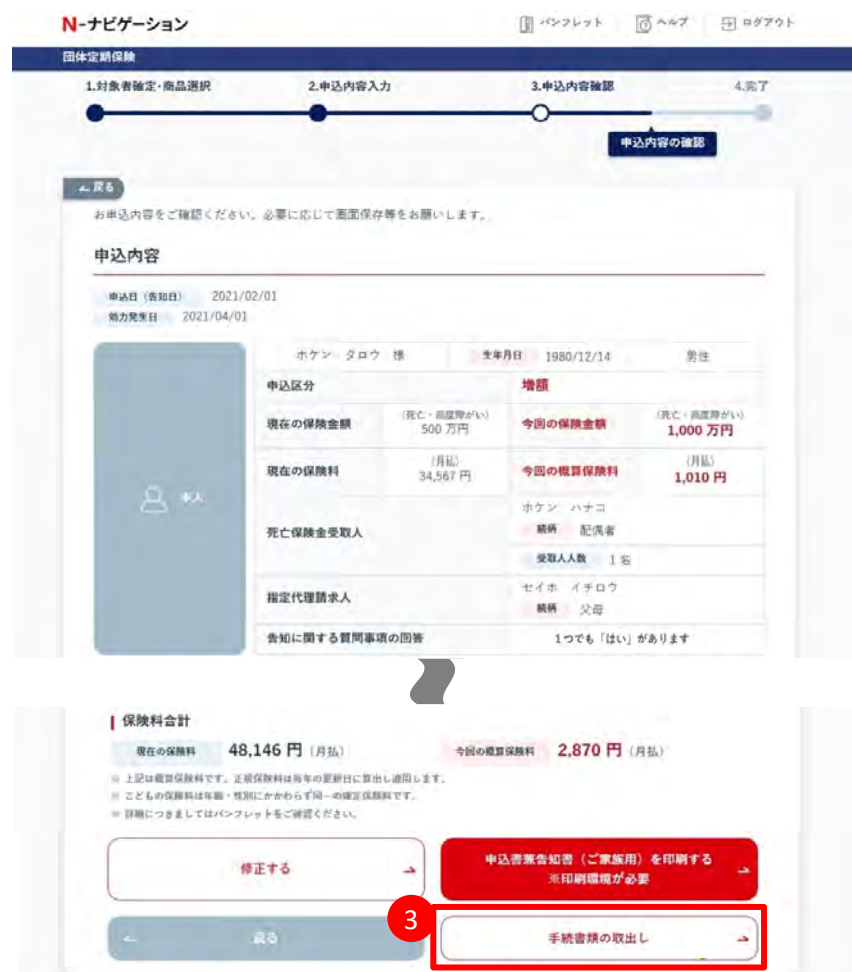 N-ナビゲーション
パンフレット ヘルプ ログアウト
団体定期保険
1.対象者確定・商品選択 2.申込内容入力 3.申込内容確認 4.完了
申込内容の確認
戻る
お申込内容をご確認ください。必要に応じて画面保存等をお願いします。
申込内容
申込日（告知日） 2021/02/01
効力発生日 2021/04/01
ホケン タロウ 様 生年月日 1980/12/14 男性
本人
申込区分 増額
現在の保険金額 （死亡・高度障がい） 500 万円 今回の保険金額 （死亡・高度障がい） 1,000 万円
現在の保険料 （月払） 34,567 円 今回の概算保険料 （月払） 1,010 円
死亡保険金受取人
ホケン ハナコ
続柄 配偶者
受取人人数 1 名
指定代理請求人
セイホ イチロウ
続柄 父母
告知に関する質問事項の回答 1つでも「はい」があります
保険料合計
現在の保険料 48,146 円（月払） 今回の概算保険料 2,870 円（月払）
※ 上記は概算保険料です。正規保険料は毎年の更新日に算出し適用します。
※ こどもの保険料は年齢・性別にかかわらず同一の確定保険料です。
※ 詳細につきましてはパンフレットをご確認ください。
修正する
申込書兼告知書（ご家族用）を印刷する
※印刷環境が必要
戻る
3
手続書類の取出し